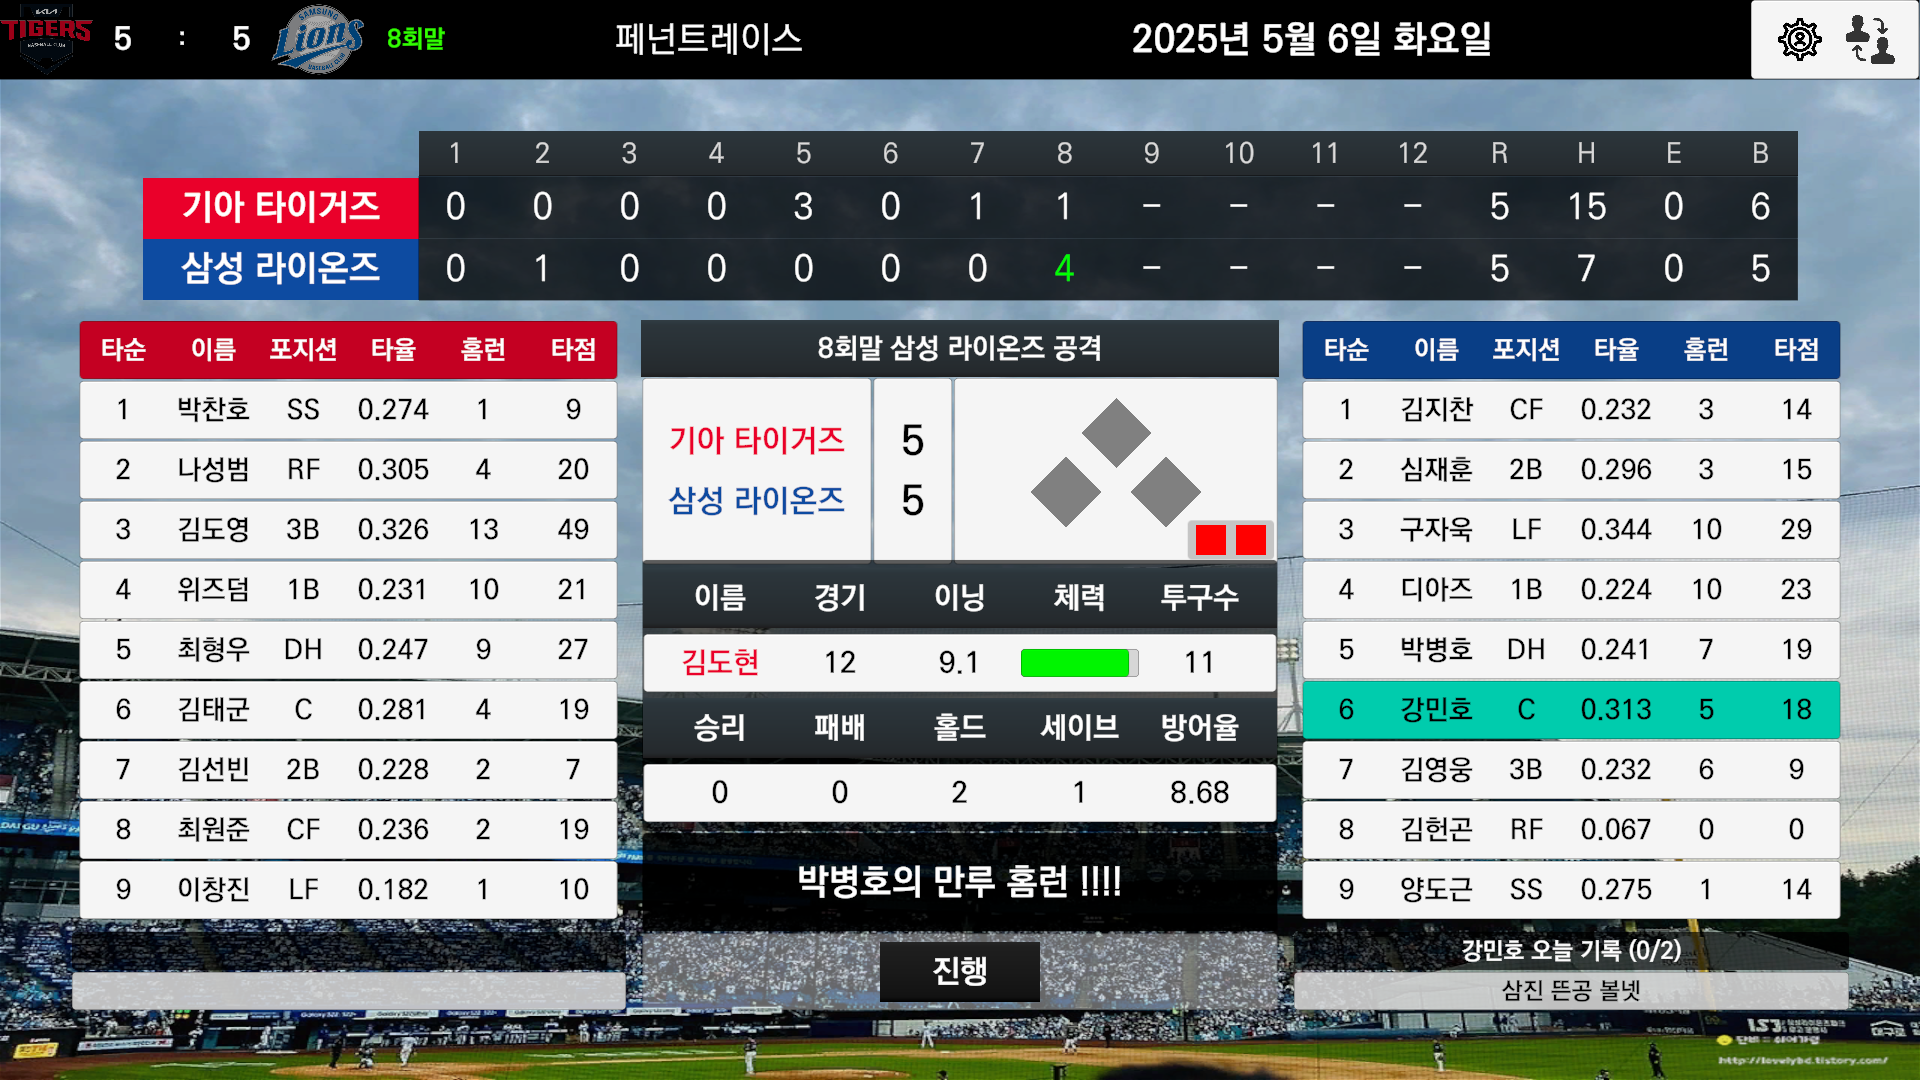 KIA TIGERS BASEBALL CLUB 5 : 5 SAMSUNG Lions BASEBALL CLUB 8회말 페넌트레이스 2025년 5월 6일 화요일
1 2 3 4 5 6 7 8 9 10 11 12 R H E B
기아 타이거즈 0 0 0 0 3 0 1 1 – – – – 5 15 0 6
삼성 라이온즈 0 1 0 0 0 0 0 4 – – – – 5 7 0 5
타순 이름 포지션 타율 홈런 타점
1 박찬호 SS 0.274 1 9
2 나성범 RF 0.305 4 20
3 김도영 3B 0.326 13 49
4 위즈덤 1B 0.231 10 21
5 최형우 DH 0.247 9 27
6 김태군 C 0.281 4 19
7 김선빈 2B 0.228 2 7
8 최원준 CF 0.236 2 19
9 이창진 LF 0.182 1 10
8회말 삼성 라이온즈 공격
기아 타이거즈 5
삼성 라이온즈 5
이름 경기 이닝 체력 투구수
김도현 12 9.1 11
승리 패배 홀드 세이브 방어율
0 0 2 1 8.68
박병호의 만루 홈런 !!!!
진행
타순 이름 포지션 타율 홈런 타점
1 김지찬 CF 0.232 3 14
2 심재훈 2B 0.296 3 15
3 구자욱 LF 0.344 10 29
4 디아즈 1B 0.224 10 23
5 박병호 DH 0.241 7 19
6 강민호 C 0.313 5 18
7 김영웅 3B 0.232 6 9
8 김헌곤 RF 0.067 0 0
9 양도근 SS 0.275 1 14
강민호 오늘 기록 (0/2)
삼진 뜬공 볼넷
http://lovelybd.tistory.com/